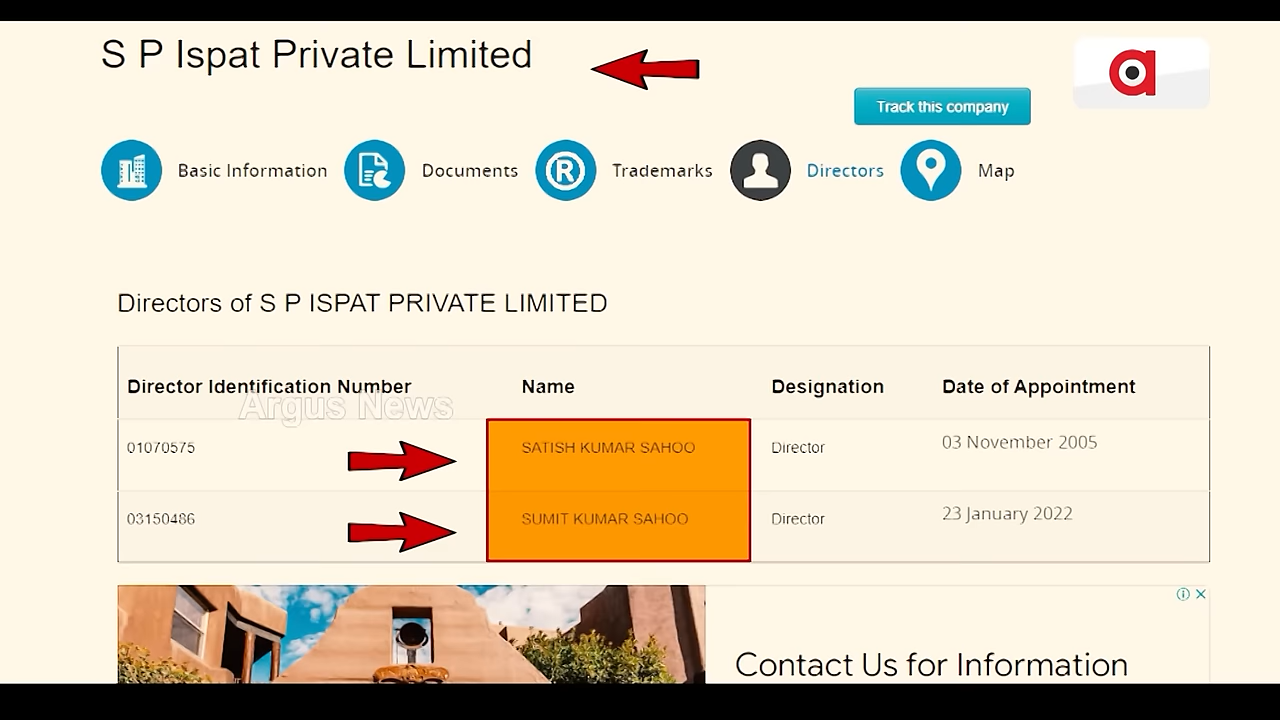 S P Ispat Private Limited
a
Track this company
Basic Information Documents ® Trademarks Directors Map
Directors of S P ISPAT PRIVATE LIMITED
Director Identification Number Name Designation Date of Appointment
Argus News
01070575 SATISH KUMAR SAHOO Director 03 November 2005
03150486 SUMIT KUMAR SAHOO Director 23 January 2022
Contact Us for Information